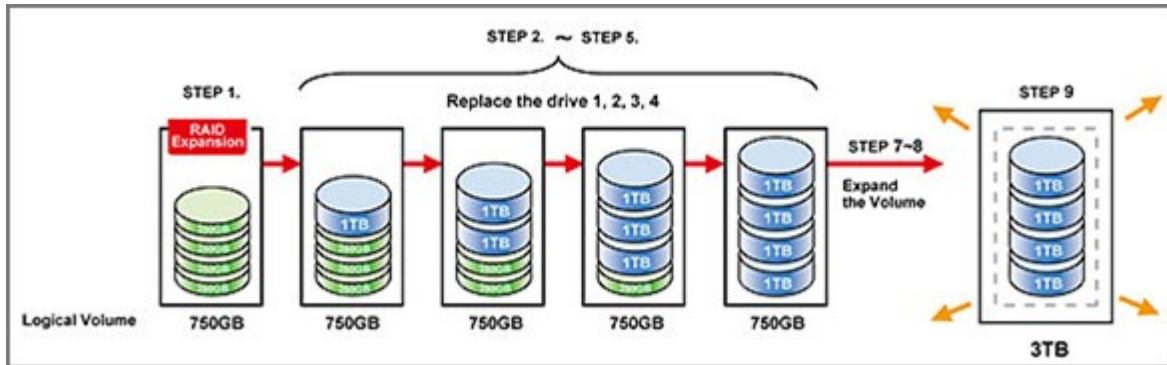 STEP 2. ~ STEP 5.
STEP 1.
Replace the drive 1, 2, 3, 4
STEP 9
RAID
Expansion
STEP 7~8
Expand
the Volume
1TB
1TB
1TB
1TB
1TB
1TB
1TB
1TB
1TB
1TB
1TB
1TB
1TB
1TB
Logical Volume
750GB
750GB
750GB
750GB
750GB
3TB